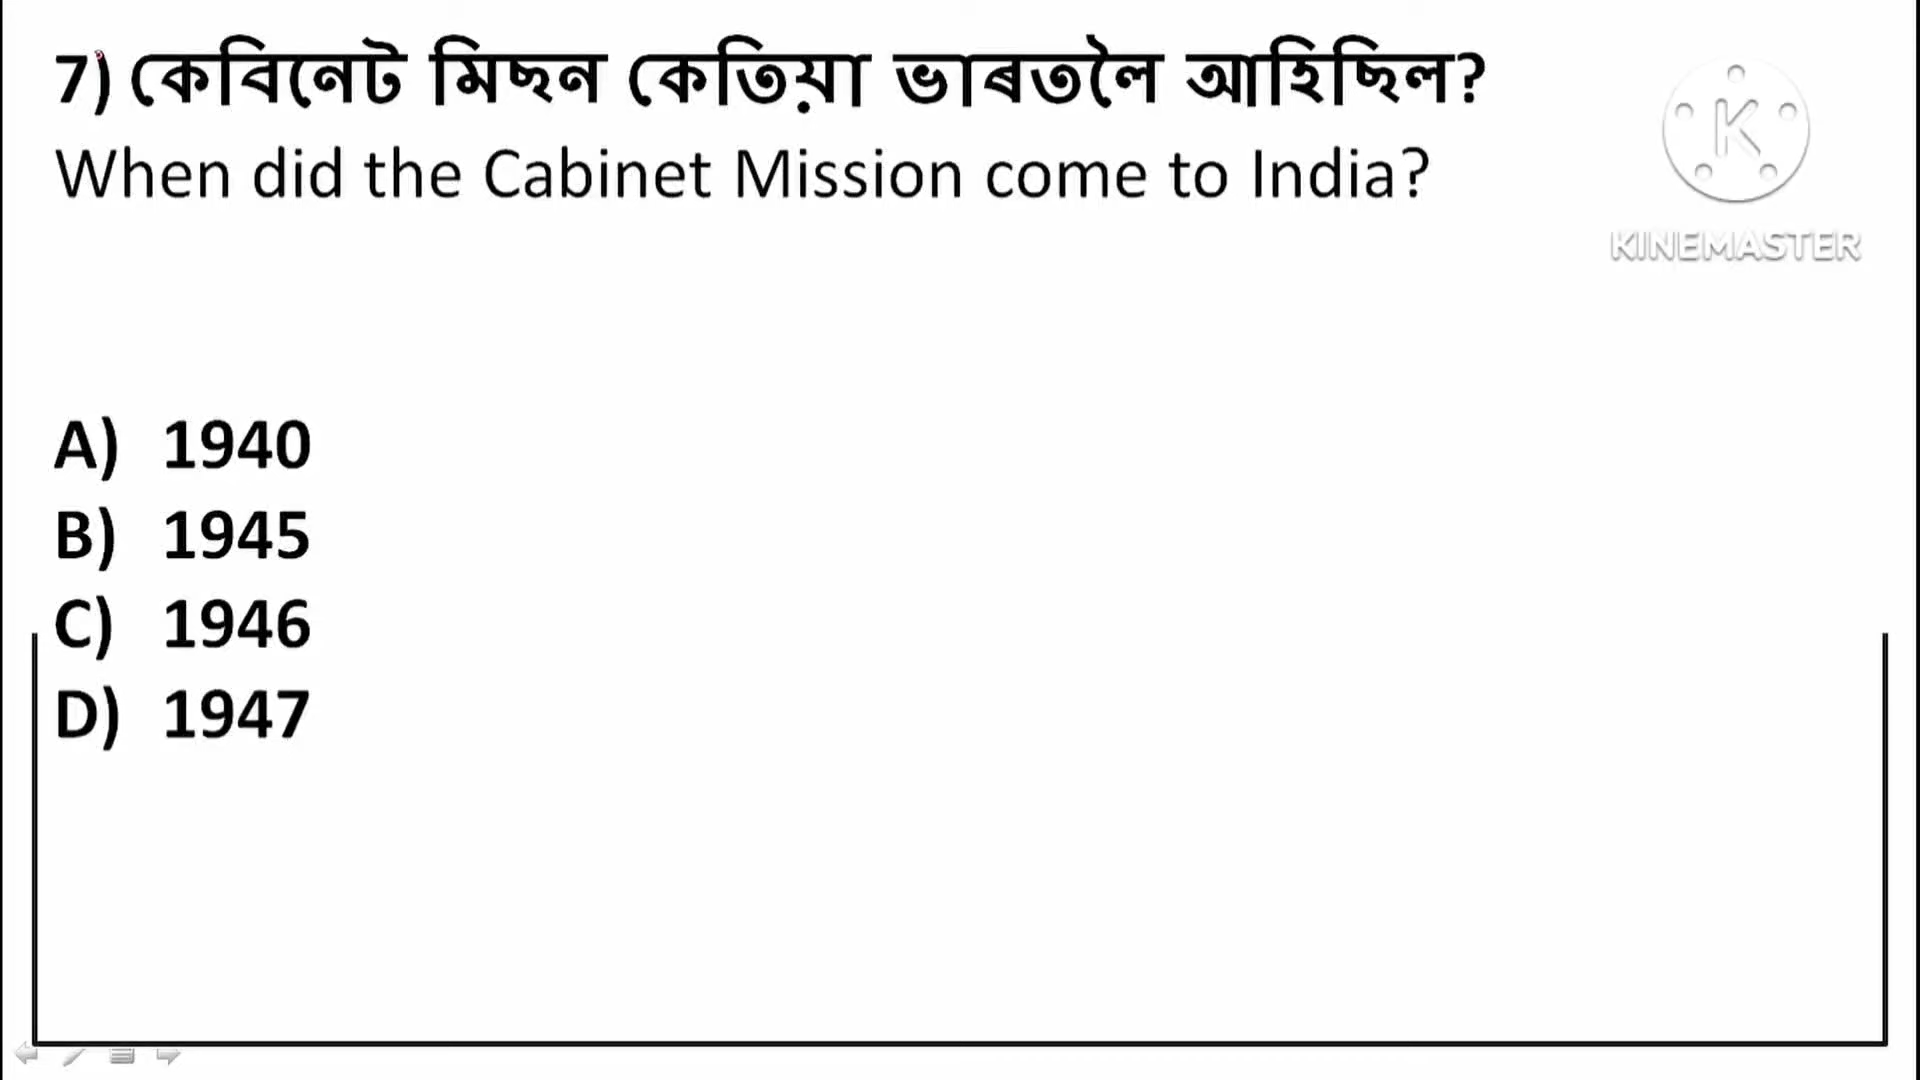 7) কেবিনেট মিছন কেতিয়া ভাৰতলৈ আহিছিল?
When did the Cabinet Mission come to India?
K
KINEMASTER
A) 1940
B) 1945
C) 1946
D) 1947